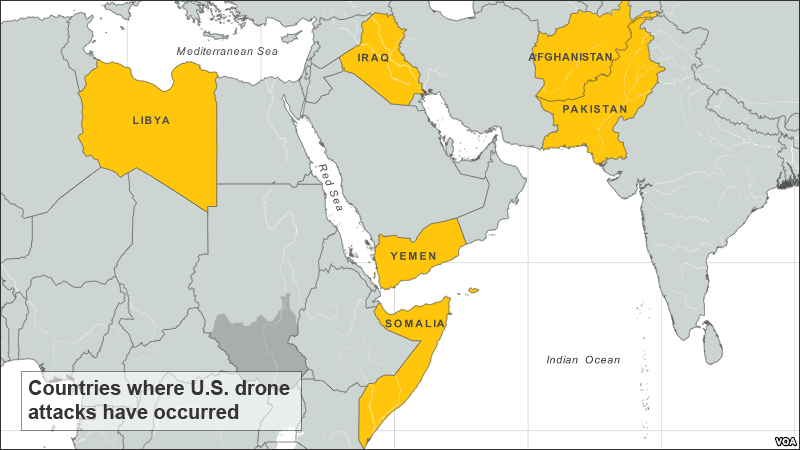 Mediterranean Sea
IRAQ
AFGHANISTAN
PAKISTAN
LIBYA
Red Sea
YEMEN
SOMALIA
Indian Ocean
Countries where U.S. drone
attacks have occurred
VOA